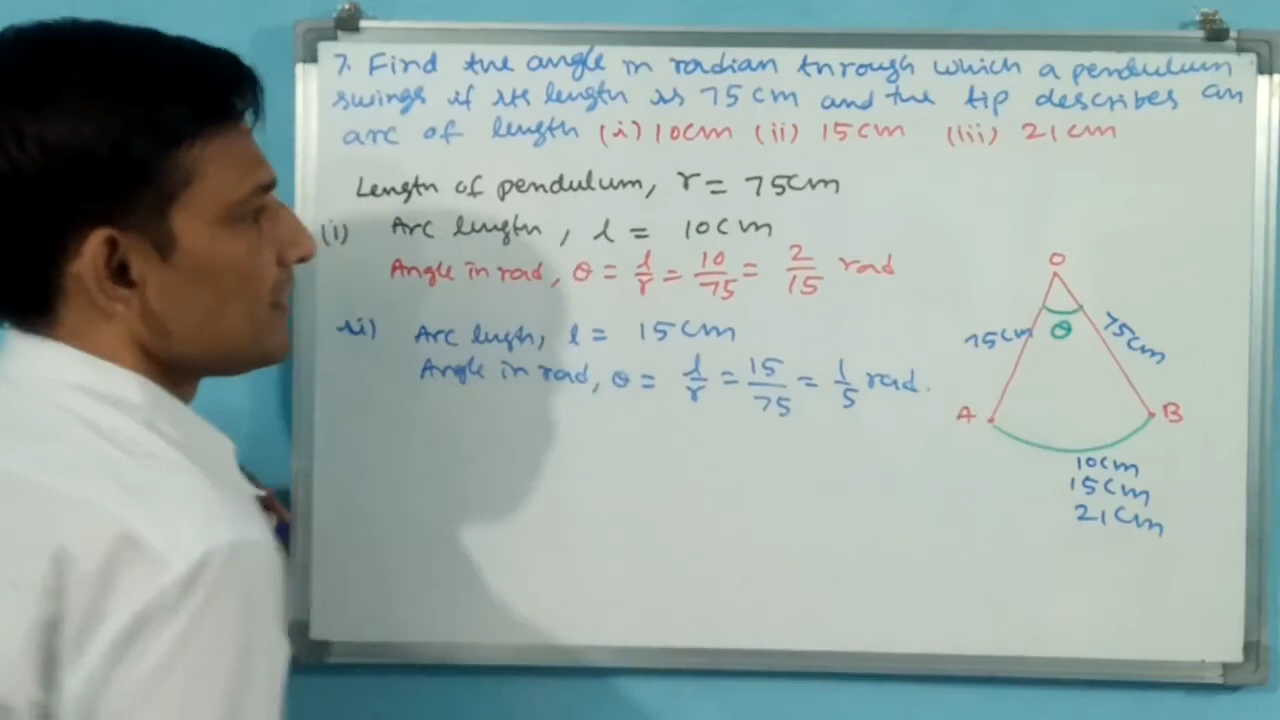 7. Find the angle in radian through which a pendulum
swings if its length is 75cm and the tip describes an
arc of length (i) 10cm (ii) 15cm (iii) 21cm
Length of pendulum, r = 75cm
(i) Arc length, l = 10cm
Angle in rad, θ = l/r = 10/75 = 2/15 rad
ii) Arc lugth, l = 15cm
Angle in rad, θ = l/r = 15/75 = 1/5 rad.
O
75cm θ 75cm
A B
10cm
15cm
21cm